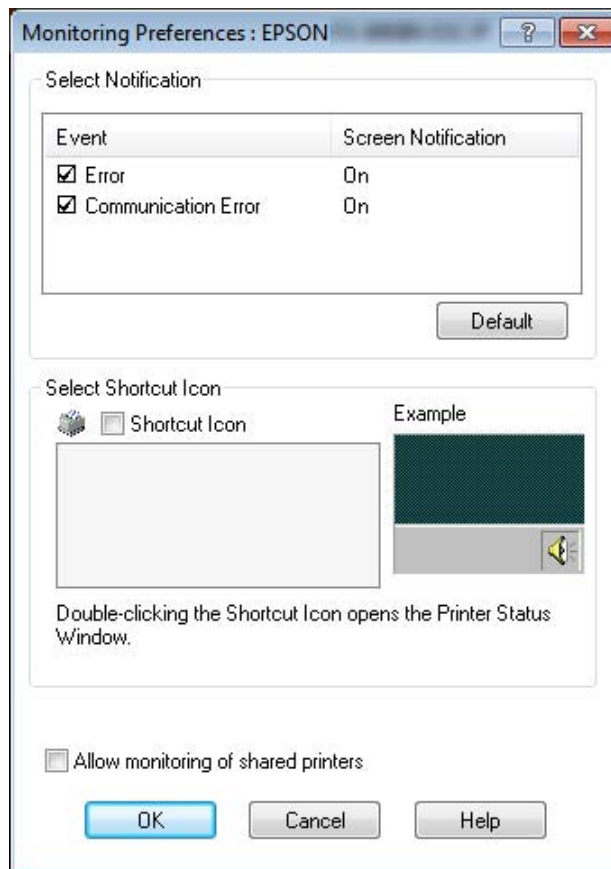 Monitoring Preferences : EPSON
Select Notification
Event Screen Notification
Error On
Communication Error On
Default
Select Shortcut Icon
Shortcut Icon Example
Double-clicking the Shortcut Icon opens the Printer Status
Window.
Allow monitoring of shared printers
OK Cancel Help